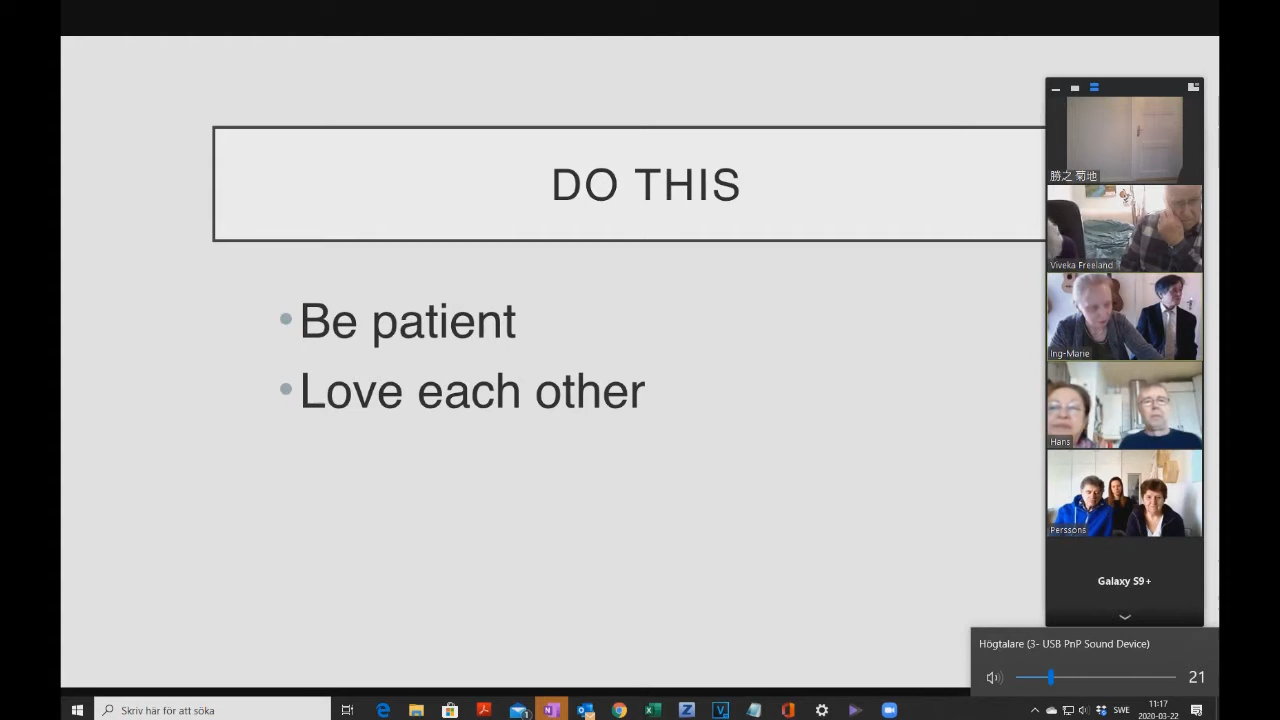 DO THIS
• Be patient
• Love each other
勝之 菊地
Viveka Freeland
Ing-Marie
Hans
Perssons
Galaxy S9+
Högtalare (3- USB PnP Sound Device)
21
Skriv här för att söka
SWE
11:17
2020-03-22